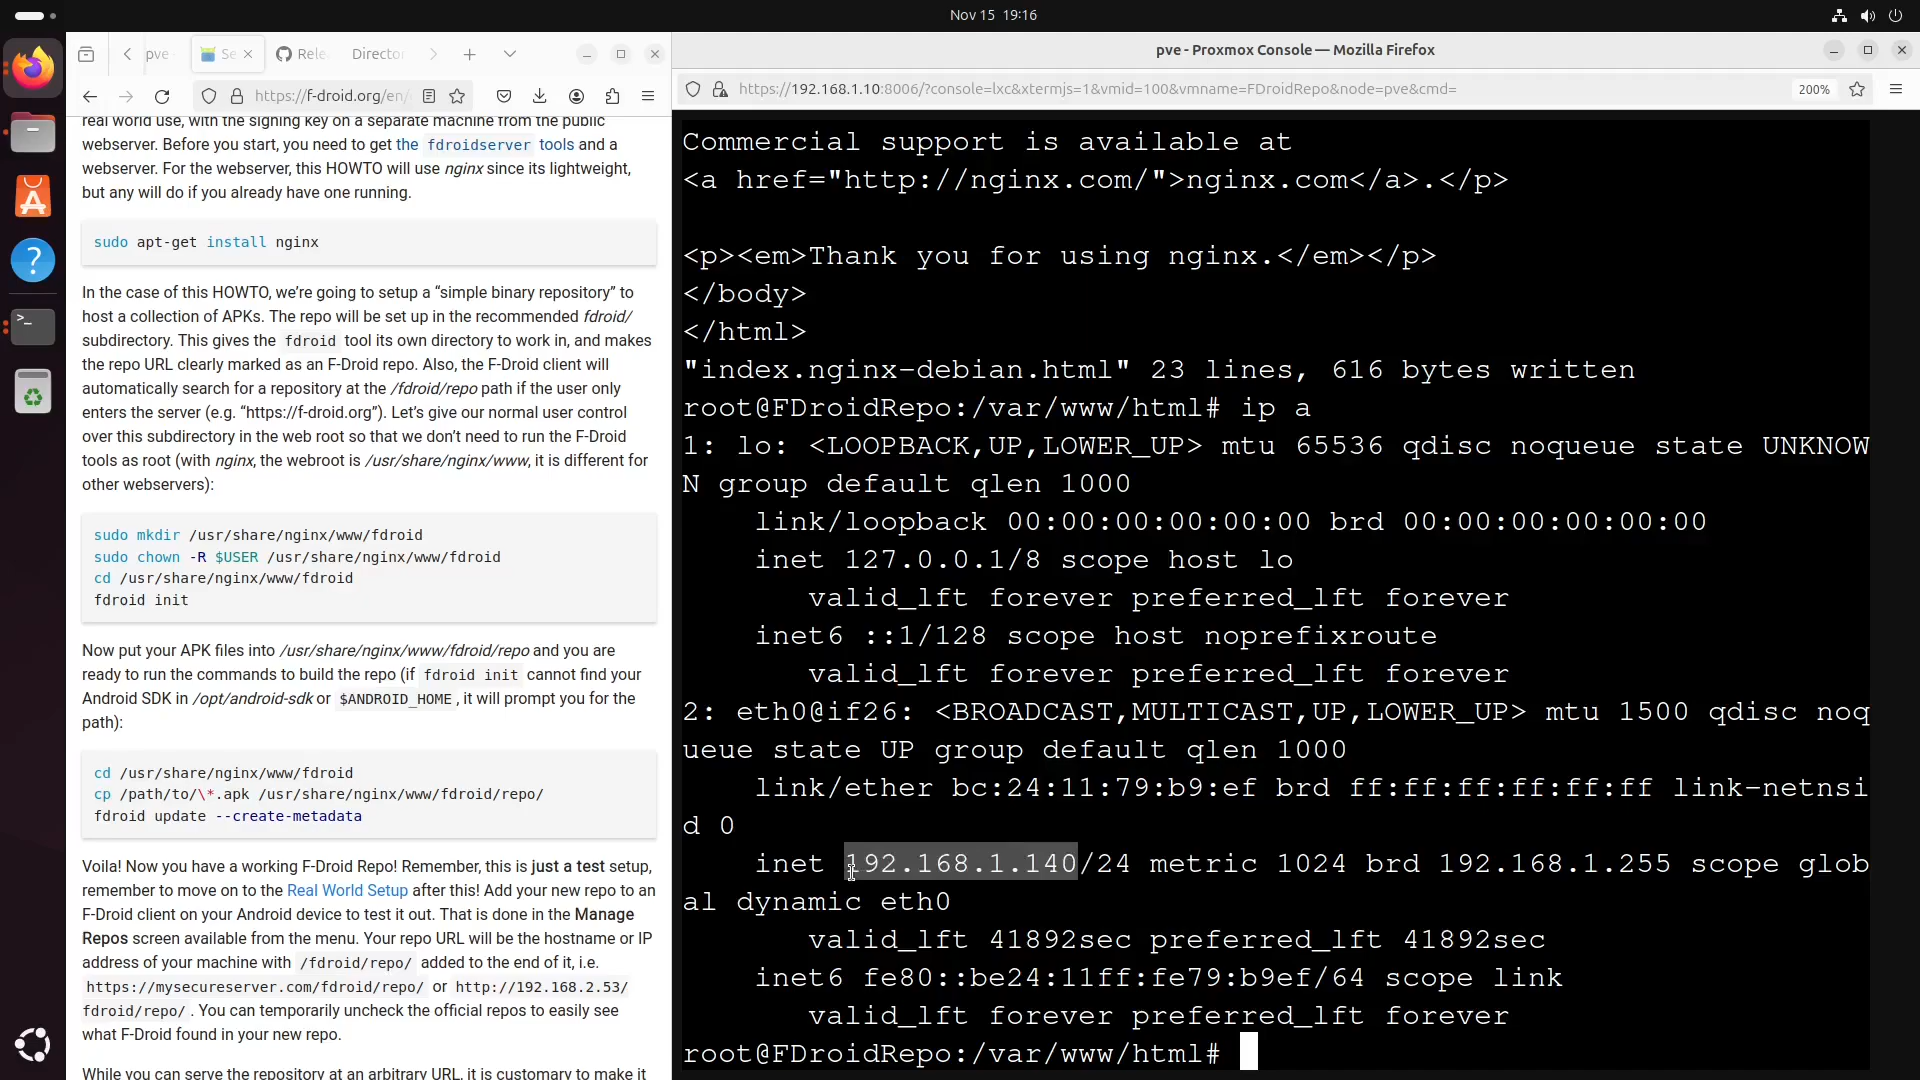 Nov 15 19:16
pve
Se
Rele
Director
https://f-droid.org/en/
real world use, with the signing key on a separate machine from the public
webserver. Before you start, you need to get the fdroidserver tools and a
webserver. For the webserver, this HOWTO will use nginx since its lightweight,
but any will do if you already have one running.
sudo apt-get install nginx
In the case of this HOWTO, we’re going to setup a “simple binary repository” to
host a collection of APKs. The repo will be set up in the recommended fdroid/
subdirectory. This gives the fdroid tool its own directory to work in, and makes
the repo URL clearly marked as an F-Droid repo. Also, the F-Droid client will
automatically search for a repository at the /fdroid/repo path if the user only
enters the server (e.g. “https://f-droid.org”). Let’s give our normal user control
over this subdirectory in the web root so that we don’t need to run the F-Droid
tools as root (with nginx, the webroot is /usr/share/nginx/www, it is different for
other webservers):
sudo mkdir /usr/share/nginx/www/fdroid
sudo chown -R $USER /usr/share/nginx/www/fdroid
cd /usr/share/nginx/www/fdroid
fdroid init
Now put your APK files into /usr/share/nginx/www/fdroid/repo and you are
ready to run the commands to build the repo (if fdroid init cannot find your
Android SDK in /opt/android-sdk or $ANDROID_HOME , it will prompt you for the
path):
cd /usr/share/nginx/www/fdroid
cp /path/to/\*.apk /usr/share/nginx/www/fdroid/repo/
fdroid update --create-metadata
Voila! Now you have a working F-Droid Repo! Remember, this is just a test setup,
remember to move on to the Real World Setup after this! Add your new repo to an
F-Droid client on your Android device to test it out. That is done in the Manage
Repos screen available from the menu. Your repo URL will be the hostname or IP
address of your machine with /fdroid/repo/ added to the end of it, i.e.
https://mysecureserver.com/fdroid/repo/ or http://192.168.2.53/
fdroid/repo/ . You can temporarily uncheck the official repos to easily see
what F-Droid found in your new repo.
While you can serve the repository at an arbitrary URL, it is customary to make it
pve - Proxmox Console — Mozilla Firefox
https://192.168.1.10:8006/?console=lxc&xtermjs=1&vmid=100&vmname=FDroidRepo&node=pve&cmd=
200%
Commercial support is available at
<a href="http://nginx.com/">nginx.com</a>.</p>
<p><em>Thank you for using nginx.</em></p>
</body>
</html>
"index.nginx-debian.html" 23 lines, 616 bytes written
root@FDroidRepo:/var/www/html# ip a
1: lo: <LOOPBACK,UP,LOWER_UP> mtu 65536 qdisc noqueue state UNKNOW
N group default qlen 1000
link/loopback 00:00:00:00:00:00 brd 00:00:00:00:00:00
inet 127.0.0.1/8 scope host lo
valid_lft forever preferred_lft forever
inet6 ::1/128 scope host noprefixroute
valid_lft forever preferred_lft forever
2: eth0@if26: <BROADCAST,MULTICAST,UP,LOWER_UP> mtu 1500 qdisc noq
ueue state UP group default qlen 1000
link/ether bc:24:11:79:b9:ef brd ff:ff:ff:ff:ff:ff link-netnsi
d 0
inet 192.168.1.140/24 metric 1024 brd 192.168.1.255 scope glob
al dynamic eth0
valid_lft 41892sec preferred_lft 41892sec
inet6 fe80::be24:11ff:fe79:b9ef/64 scope link
valid_lft forever preferred_lft forever
root@FDroidRepo:/var/www/html#